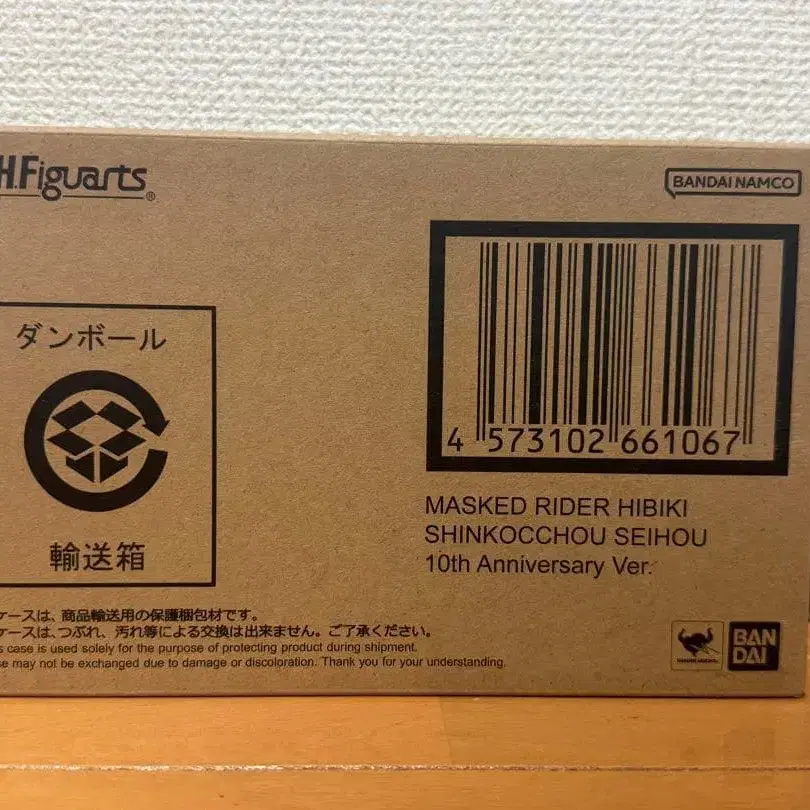 H.Figuarts®
BANDAI NAMCO
4 573102 661067
MASKED RIDER HIBIKI
SHINKOCCHOU SEIHOU
10th Anniversary Ver.
ダンボール
輸送箱
ケースは、商品輸送用の保護梱包材です。
ケースは、つぶれ、汚れ等による交換は出来ません。ご了承ください。
case is used solely for the purpose of protecting product during shipment.
may not be exchanged due to damage or discoloration. Thank you for your understanding.
BAN
DAI